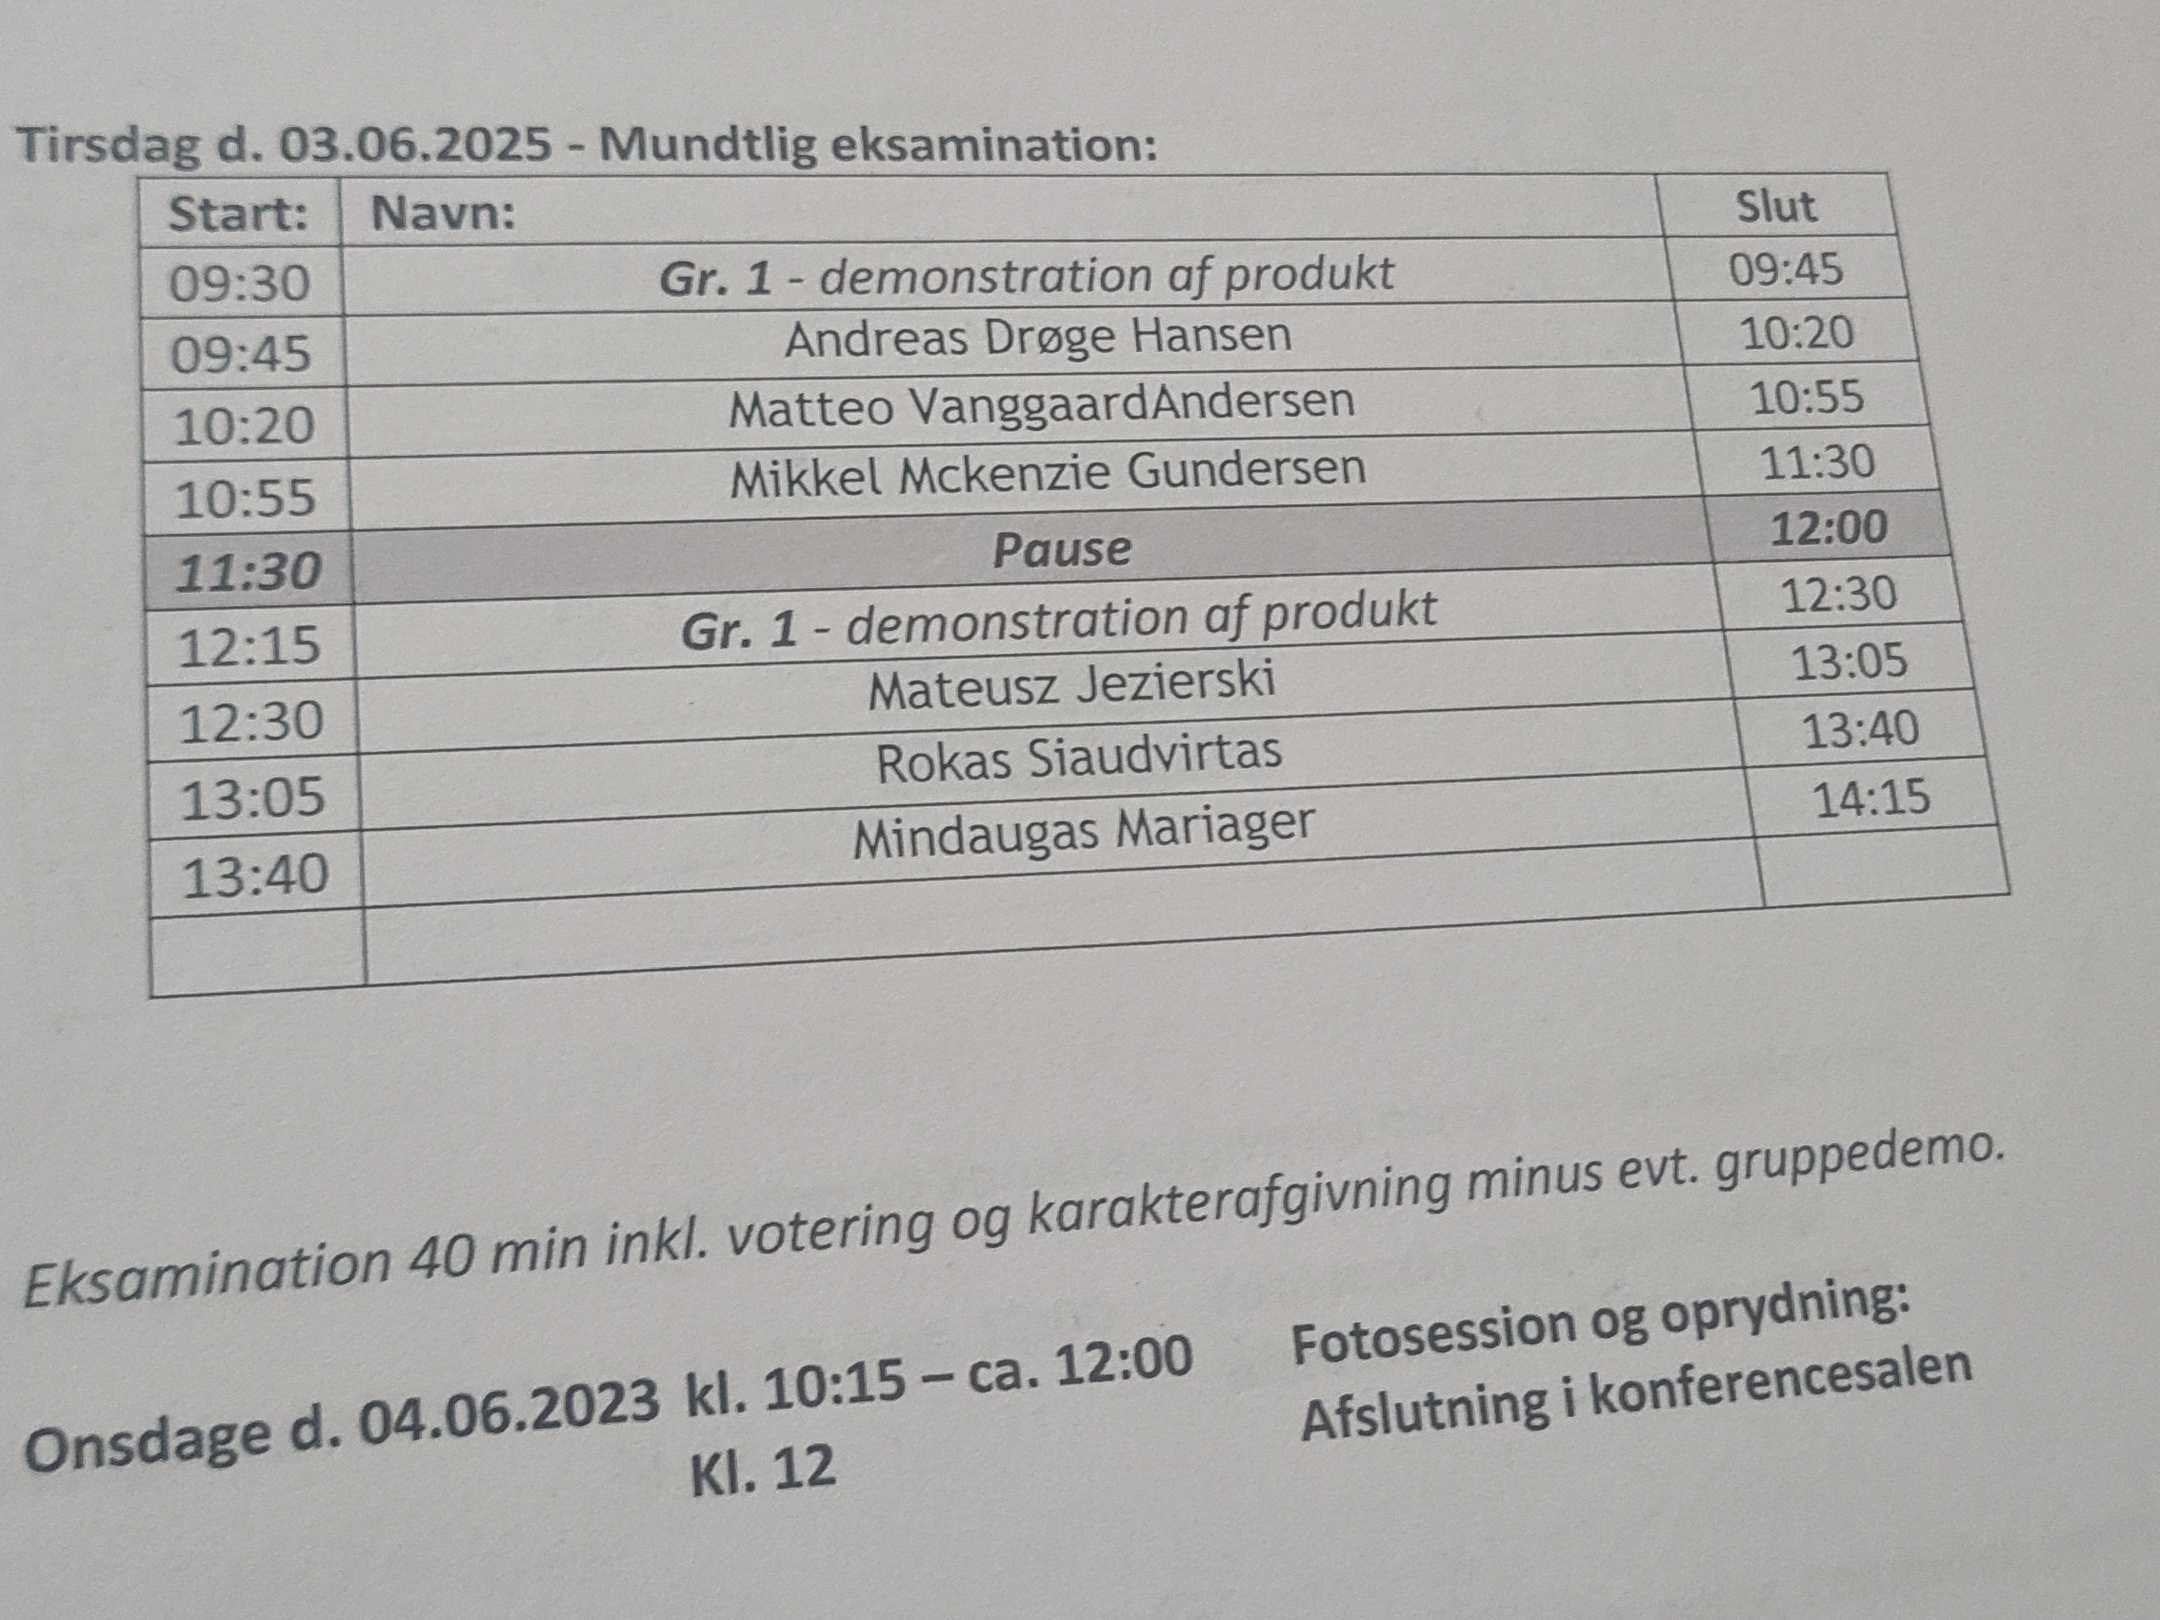 Tirsdag d. 03.06.2025 - Mundtlig eksamination:
Start: Navn: Slut
09:30 Gr. 1 - demonstration af produkt 09:45
09:45 Andreas Drøge Hansen 10:20
10:20 Matteo VanggaardAndersen 10:55
10:55 Mikkel Mckenzie Gundersen 11:30
11:30 Pause 12:00
12:15 Gr. 1 - demonstration af produkt 12:30
12:30 Mateusz Jezierski 13:05
13:05 Rokas Siaudvirtas 13:40
13:40 Mindaugas Mariager 14:15
Eksamination 40 min inkl. votering og karakterafgivning minus evt. gruppedemo.
Onsdage d. 04.06.2023 kl. 10:15 – ca. 12:00 Fotosession og oprydning:
Kl. 12 Afslutning i konferencesalen